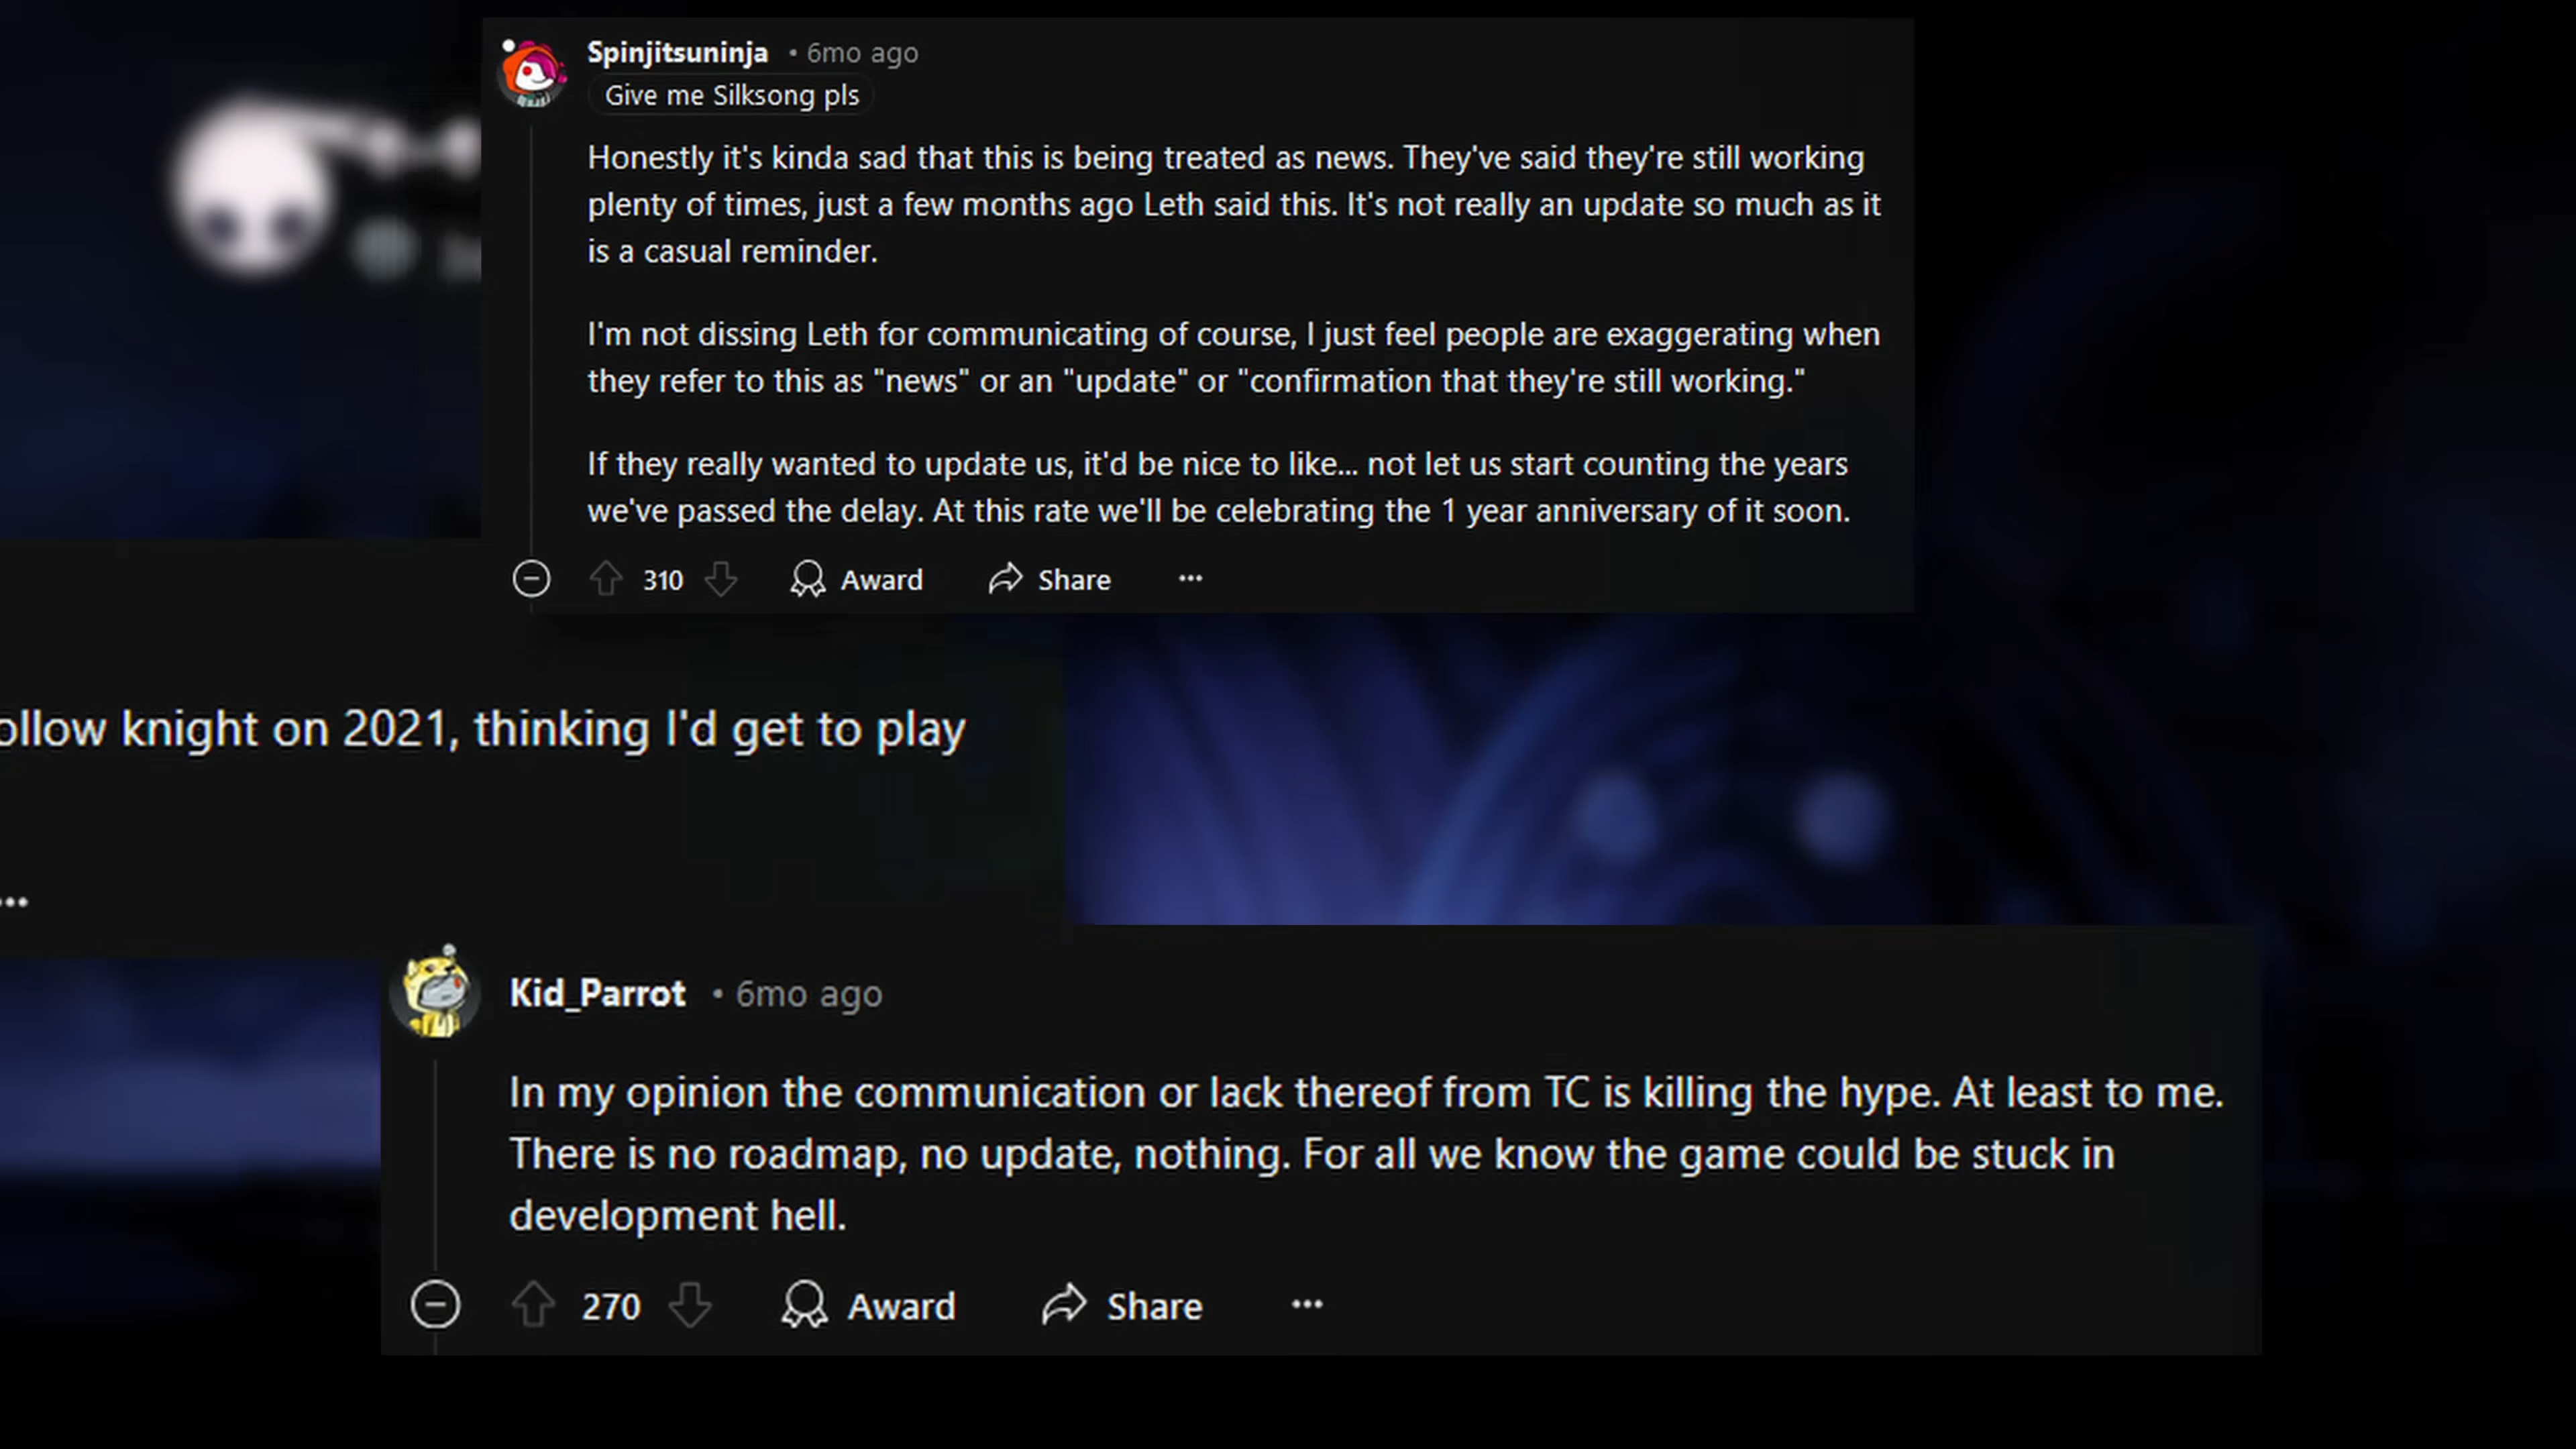 Spinjitsuninja • 6mo ago
Give me Silksong pls
Honestly it's kinda sad that this is being treated as news. They've said they're still working
plenty of times, just a few months ago Leth said this. It's not really an update so much as it
is a casual reminder.
I'm not dissing Leth for communicating of course, I just feel people are exaggerating when
they refer to this as "news" or an "update" or "confirmation that they're still working."
If they really wanted to update us, it'd be nice to like... not let us start counting the years
we've passed the delay. At this rate we'll be celebrating the 1 year anniversary of it soon.
310 Award Share ...
ollow knight on 2021, thinking I'd get to play
...
Kid_Parrot • 6mo ago
In my opinion the communication or lack thereof from TC is killing the hype. At least to me.
There is no roadmap, no update, nothing. For all we know the game could be stuck in
development hell.
270 Award Share ...